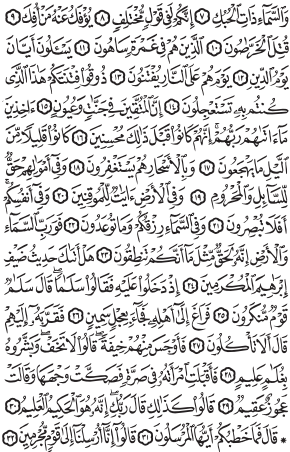 وَالسَّمَاءِ ذَاتِ الْحُبُكِ ٧ إِنَّكُمْ لَفِي قَوْلٍ مُّخْتَلِفٍ ٨ يُؤْفَكُ عَنْهُ مَنْ أُفِكَ ٩
قُتِلَ الْخَرَّاصُونَ ١٠ الَّذِينَ هُمْ فِي غَمْرَةٍ سَاهُونَ ١١ يَسْأَلُونَ أَيَّانَ
يَوْمُ الدِّينِ ١٢ يَوْمَ هُمْ عَلَى النَّارِ يُفْتَنُونَ ١٣ ذُوقُوا فِتْنَتَكُمْ هَٰذَا الَّذِي
كُنتُم بِهِ تَسْتَعْجِلُونَ ١٤ إِنَّ الْمُتَّقِينَ فِي جَنَّاتٍ وَعُيُونٍ ١٥ ءَاخِذِينَ
مَا ءَاتَاهُمْ رَبُّهُمْ إِنَّهُمْ كَانُوا قَبْلَ ذَٰلِكَ مُحْسِنِينَ ١٦ كَانُوا قَلِيلًا مِّنَ
الَّيْلِ مَا يَهْجَعُونَ ١٧ وَبِالْأَسْحَارِ هُمْ يَسْتَغْفِرُونَ ١٨ وَفِي أَمْوَالِهِمْ حَقٌّ
لِّلسَّائِلِ وَالْمَحْرُومِ ١٩ وَفِي الْأَرْضِ ءَايَاتٌ لِّلْمُوقِنِينَ ٢٠ وَفِي أَنفُسِكُمْ
أَفَلَا تُبْصِرُونَ ٢١ وَفِي السَّمَاءِ رِزْقُكُمْ وَمَا تُوعَدُونَ ٢٢ فَوَرَبِّ السَّمَاءِ
وَالْأَرْضِ إِنَّهُ لَحَقٌّ مِّثْلَ مَا أَنَّكُمْ تَنطِقُونَ ٢٣ هَلْ أَتَاكَ حَدِيثُ ضَيْفِ
إِبْرَاهِيمَ الْمُكْرَمِينَ ٢٤ إِذْ دَخَلُوا عَلَيْهِ فَقَالُوا سَلَامًا قَالَ سَلَامٌ
قَوْمٌ مُّنكَرُونَ ٢٥ فَرَاغَ إِلَىٰ أَهْلِهِ فَجَاءَ بِعِجْلٍ سَمِينٍ ٢٦ فَقَرَّبَهُ إِلَيْهِمْ
قَالَ أَلَا تَأْكُلُونَ ٢٧ فَأَوْجَسَ مِنْهُمْ خِيفَةً قَالُوا لَا تَخَفْ وَبَشَّرُوهُ
بِغُلَامٍ عَلِيمٍ ٢٨ فَأَقْبَلَتِ امْرَأَتُهُ فِي صَرَّةٍ فَصَكَّتْ وَجْهَهَا وَقَالَتْ
عَجُوزٌ عَقِيمٌ ٢٩ قَالُوا كَذَٰلِكِ قَالَ رَبُّكِ إِنَّهُ هُوَ الْحَكِيمُ الْعَلِيمُ ٣٠
۞ قَالَ فَمَا خَطْبُكُمْ أَيُّهَا الْمُرْسَلُونَ ٣١ قَالُوا إِنَّا أُرْسِلْنَا إِلَىٰ قَوْمٍ مُّجْرِمِينَ ٣٢